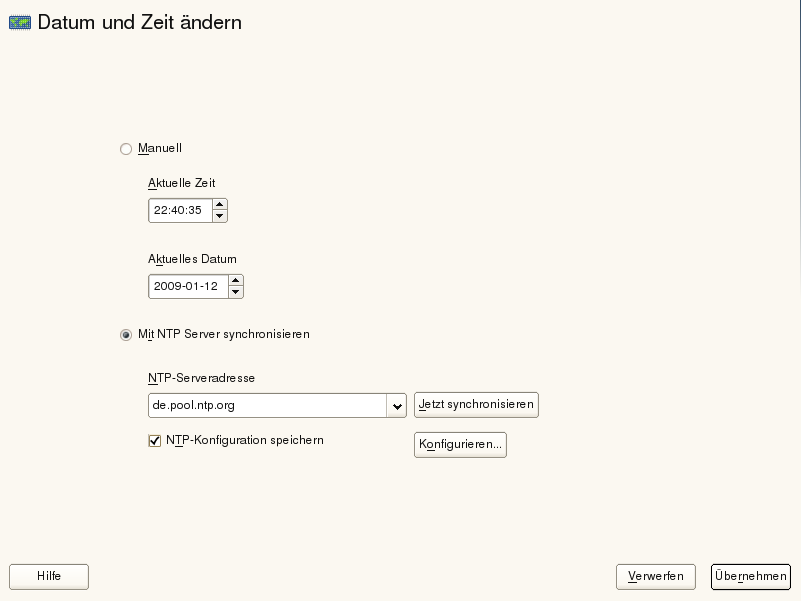 Datum und Zeit ändern
Manuell
Aktuelle Zeit
22:40:35
Aktuelles Datum
2009-01-12
Mit NTP Server synchronisieren
NTP-Serveradresse
de.pool.ntp.org
Jetzt synchronisieren
NTP-Konfiguration speichern
Konfigurieren...
Hilfe
Verwerfen
Übernehmen